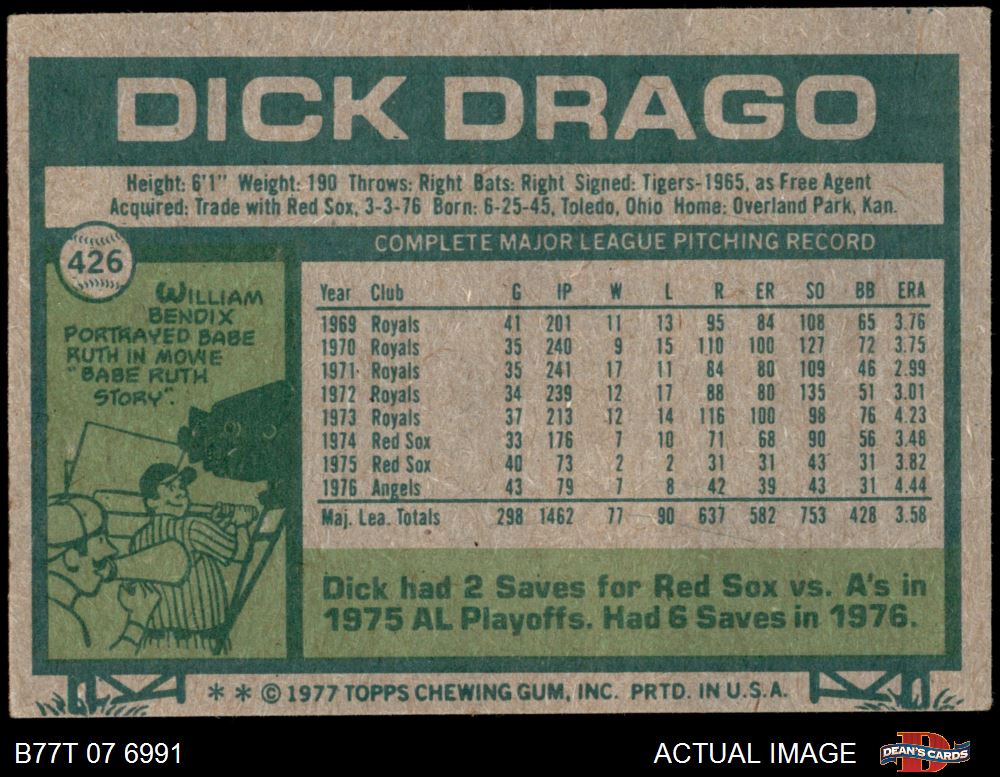 DICK DRAGO
Height: 6'1" Weight: 190 Throws: Right Bats: Right Signed: Tigers-1965, as Free Agent
Acquired: Trade with Red Sox, 3-3-76 Born: 6-25-45, Toledo, Ohio Home: Overland Park, Kan.
426
WILLIAM
BENDIX
PORTRAYED BABE
RUTH IN MOVIE
"BABE RUTH
STORY".
COMPLETE MAJOR LEAGUE PITCHING RECORD
Year Club G IP W L R ER SO BB ERA
1969 Royals 41 201 11 13 95 84 108 65 3.76
1970 Royals 35 240 9 15 110 100 127 72 3.75
1971 Royals 35 241 17 11 84 80 109 46 2.99
1972 Royals 34 239 12 17 88 80 135 51 3.01
1973 Royals 37 213 12 14 116 100 98 76 4.23
1974 Red Sox 33 176 7 10 71 68 90 56 3.48
1975 Red Sox 40 73 2 2 31 31 43 31 3.82
1976 Angels 43 79 7 8 42 39 43 31 4.44
Maj. Lea. Totals 298 1462 77 90 637 582 753 428 3.58
Dick had 2 Saves for Red Sox vs. A's in
1975 AL Playoffs. Had 6 Saves in 1976.
* * © 1977 TOPPS CHEWING GUM, INC. PRTD. IN U.S.A.
B77T 07 6991
ACTUAL IMAGE
DEAN'S CARDS